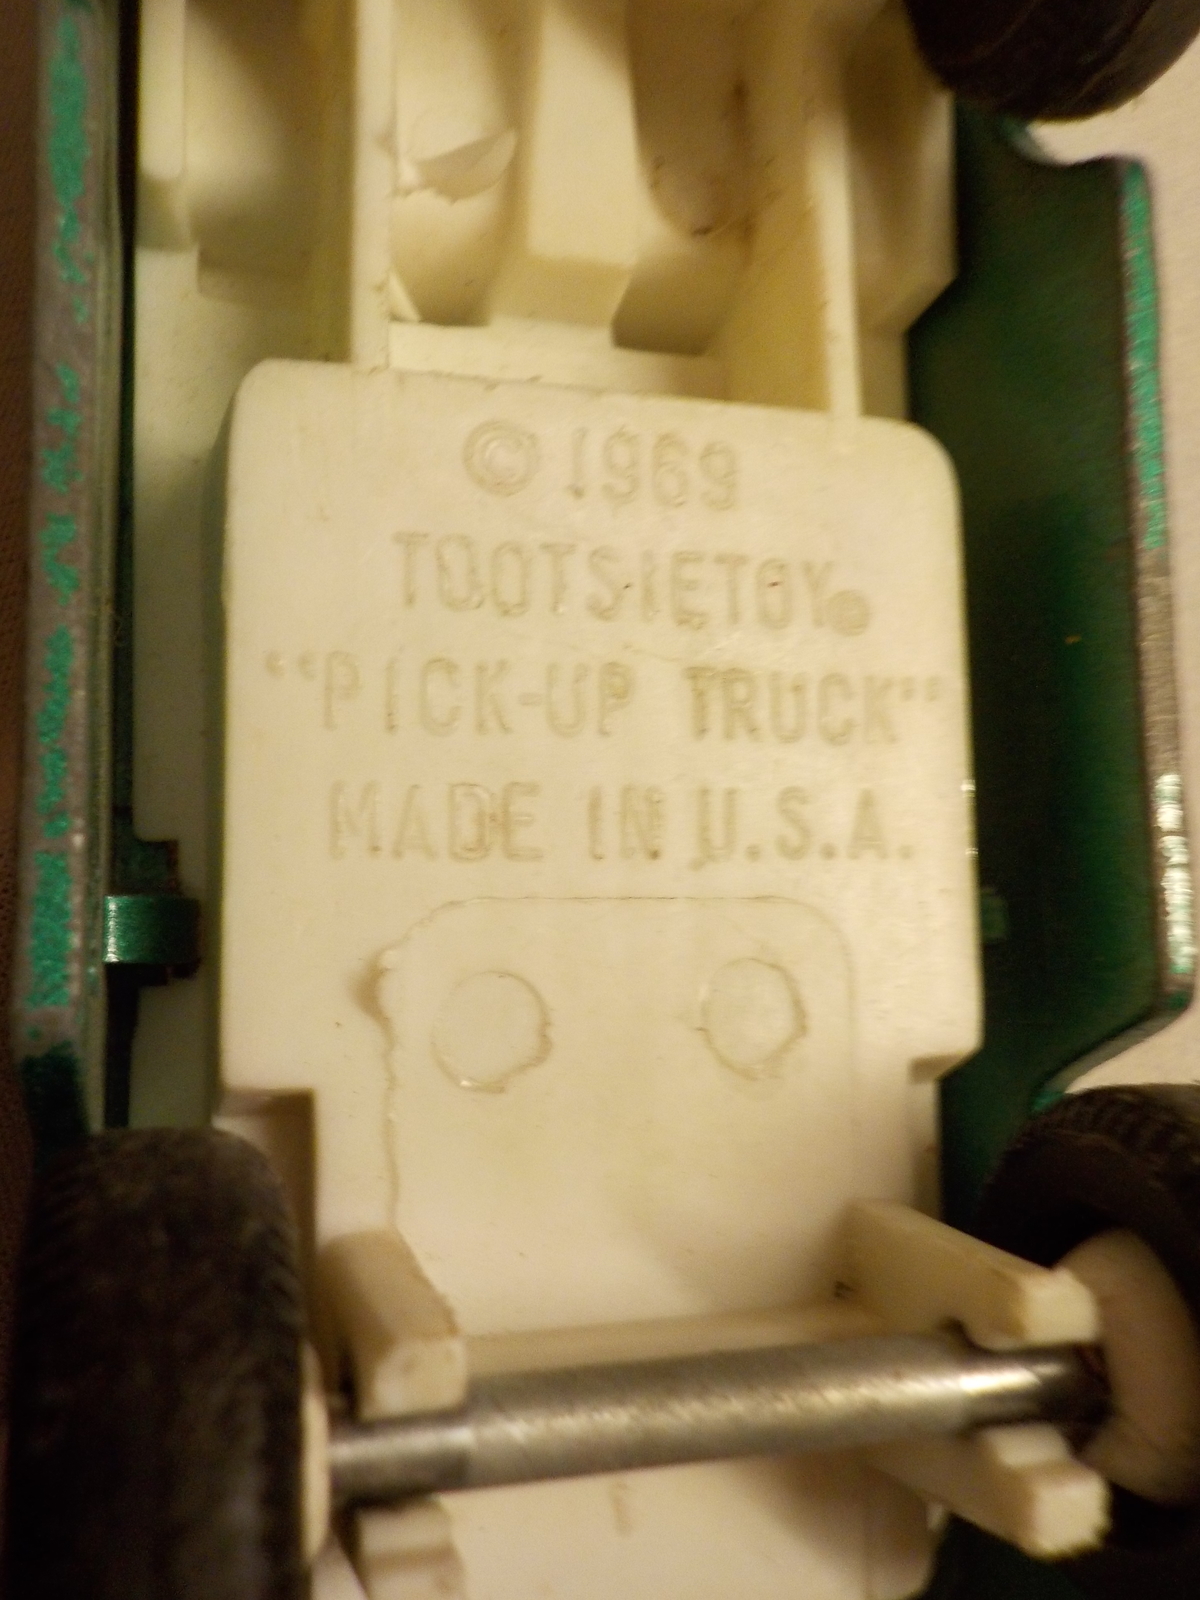 © 1969
TOOTSIETOY®
“PICK-UP TRUCK”
MADE IN U.S.A.